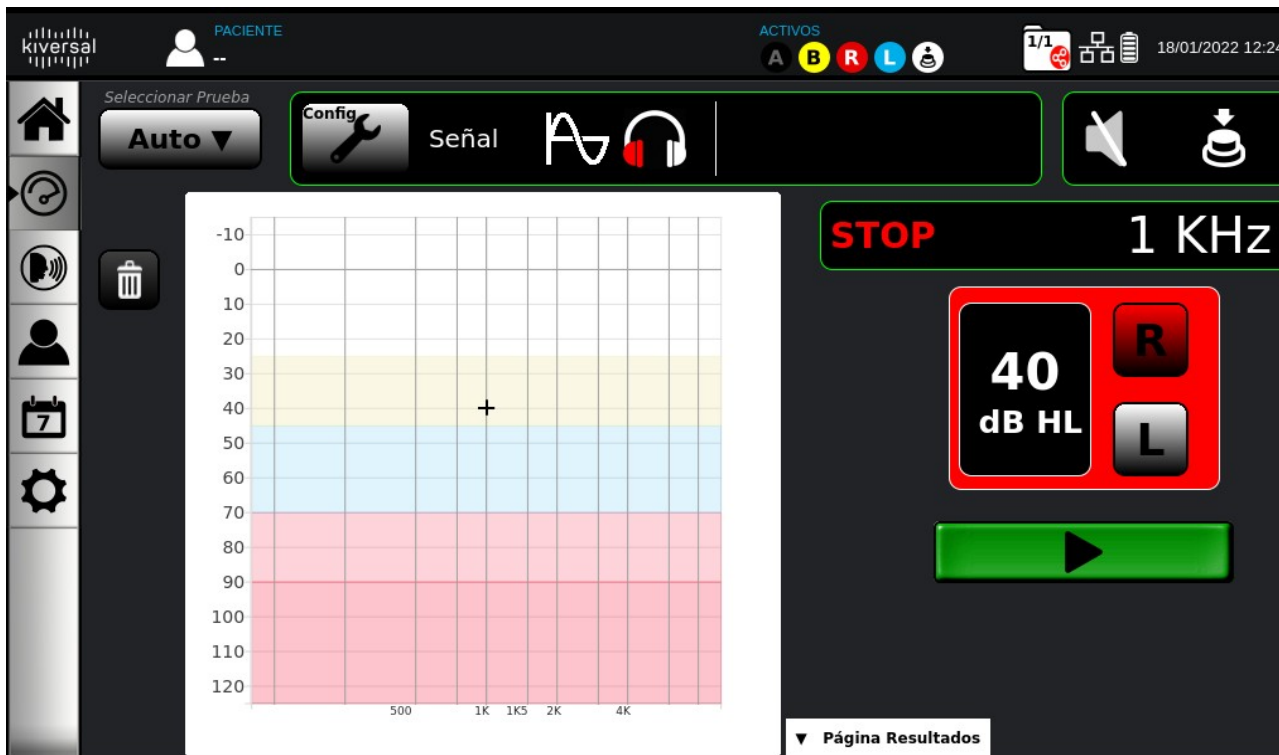 kiversal
PACIENTE
--
ACTIVOS
A B R L
1/1
18/01/2022 12:24
Seleccionar Prueba
Auto ▼
Config
Señal
7
STOP
1 KHz
-10
0
10
20
30
40
50
60
70
80
90
100
110
120
500 1K 1K5 2K 4K
40
dB HL
R
L
▼ Página Resultados